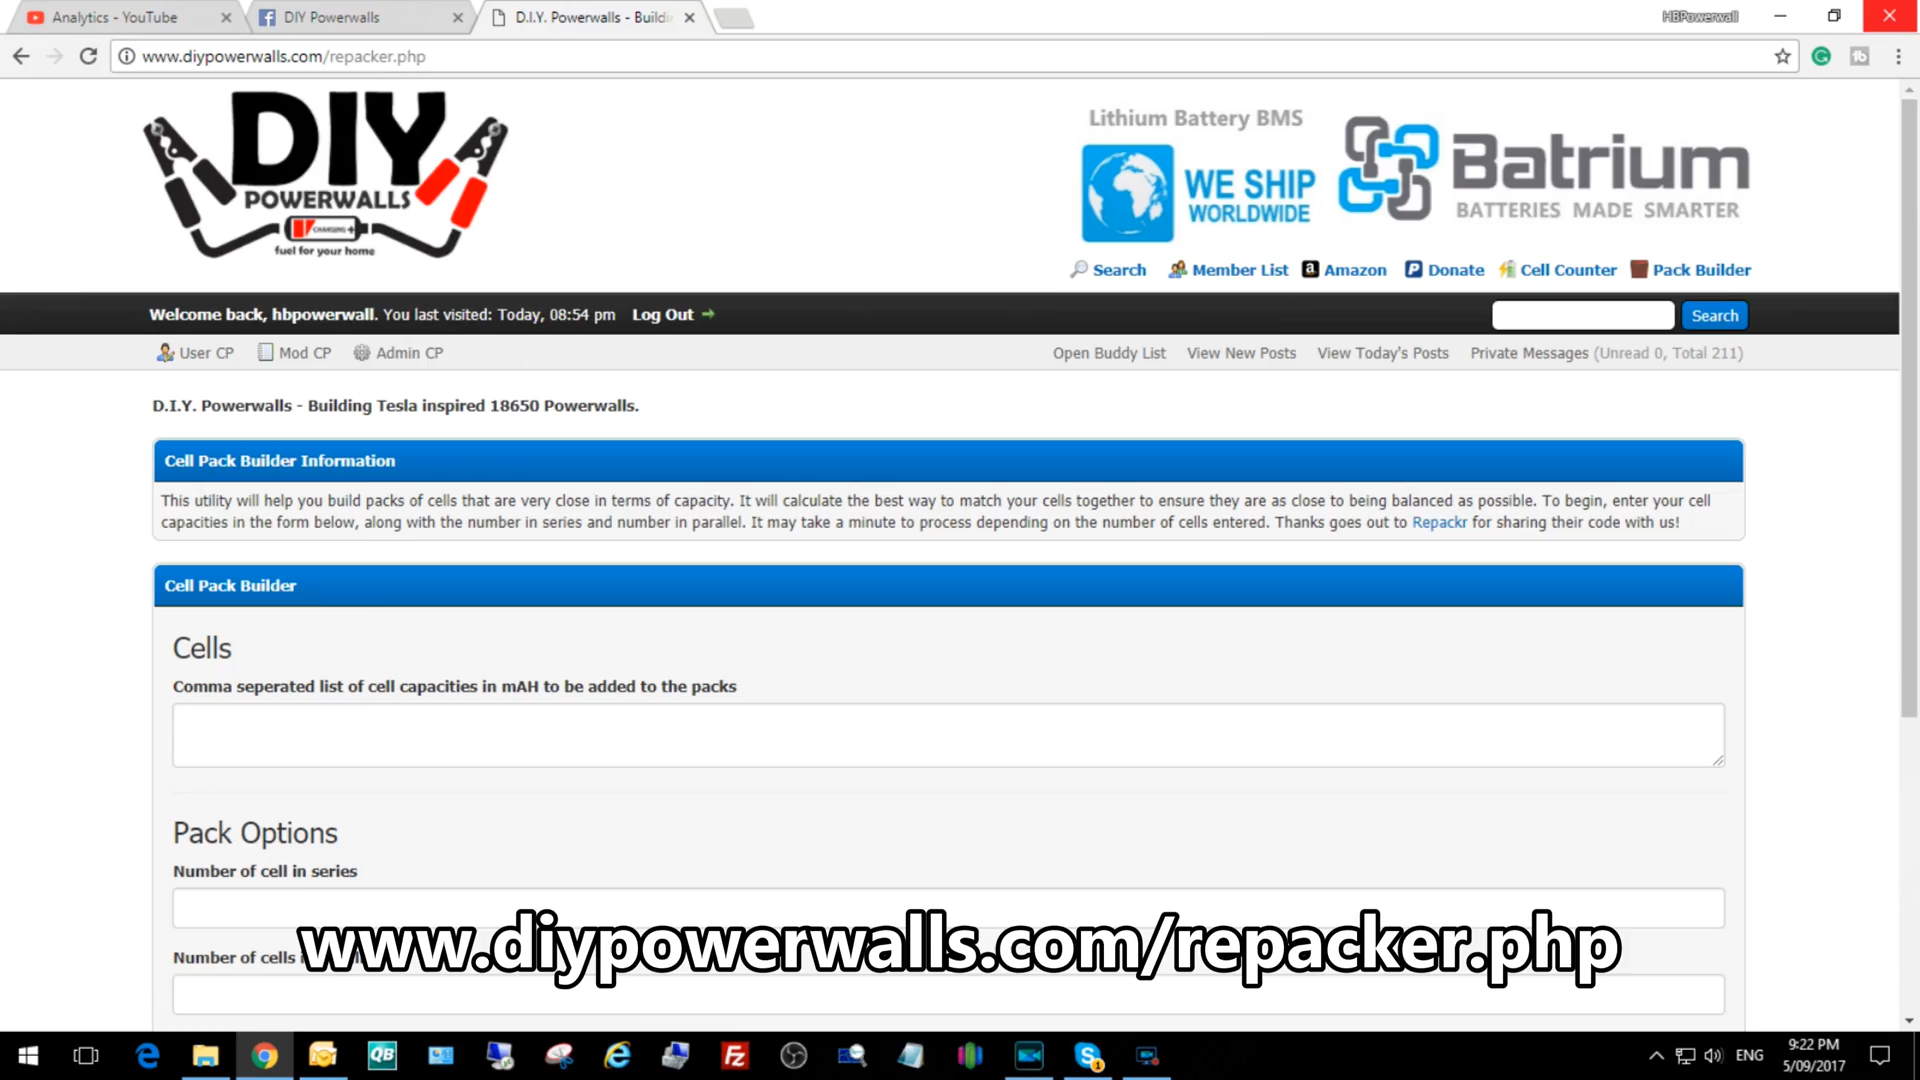 Analytics - YouTube
DIY Powerwalls
D.I.Y. Powerwalls - Buildi
HBPowerwall
www.diypowerwalls.com/repacker.php
DIY
POWERWALLS
CHARGING +
fuel for your home
Lithium Battery BMS
WE SHIP
WORLDWIDE
Batrium
BATTERIES MADE SMARTER
Search Member List Amazon Donate Cell Counter Pack Builder
Welcome back, hbpowerwall. You last visited: Today, 08:54 pm Log Out
Search
User CP Mod CP Admin CP
Open Buddy List View New Posts View Today's Posts Private Messages (Unread 0, Total 211)
D.I.Y. Powerwalls - Building Tesla inspired 18650 Powerwalls.
Cell Pack Builder Information
This utility will help you build packs of cells that are very close in terms of capacity. It will calculate the best way to match your cells together to ensure they are as close to being balanced as possible. To begin, enter your cell
capacities in the form below, along with the number in series and number in parallel. It may take a minute to process depending on the number of cells entered. Thanks goes out to Repackr for sharing their code with us!
Cell Pack Builder
Cells
Comma seperated list of cell capacities in mAH to be added to the packs
Pack Options
Number of cell in series
Number of cells
www.diypowerwalls.com/repacker.php
ENG
9:22 PM
5/09/2017